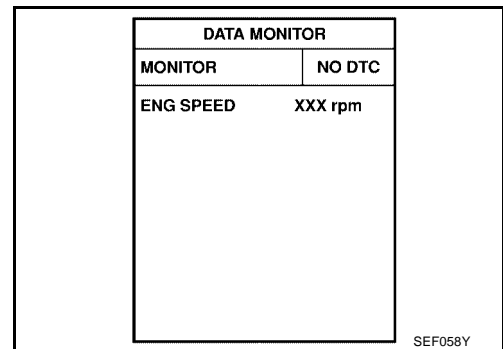 DATA MONITOR
MONITOR NO DTC
ENG SPEED XXX rpm
SEF058Y